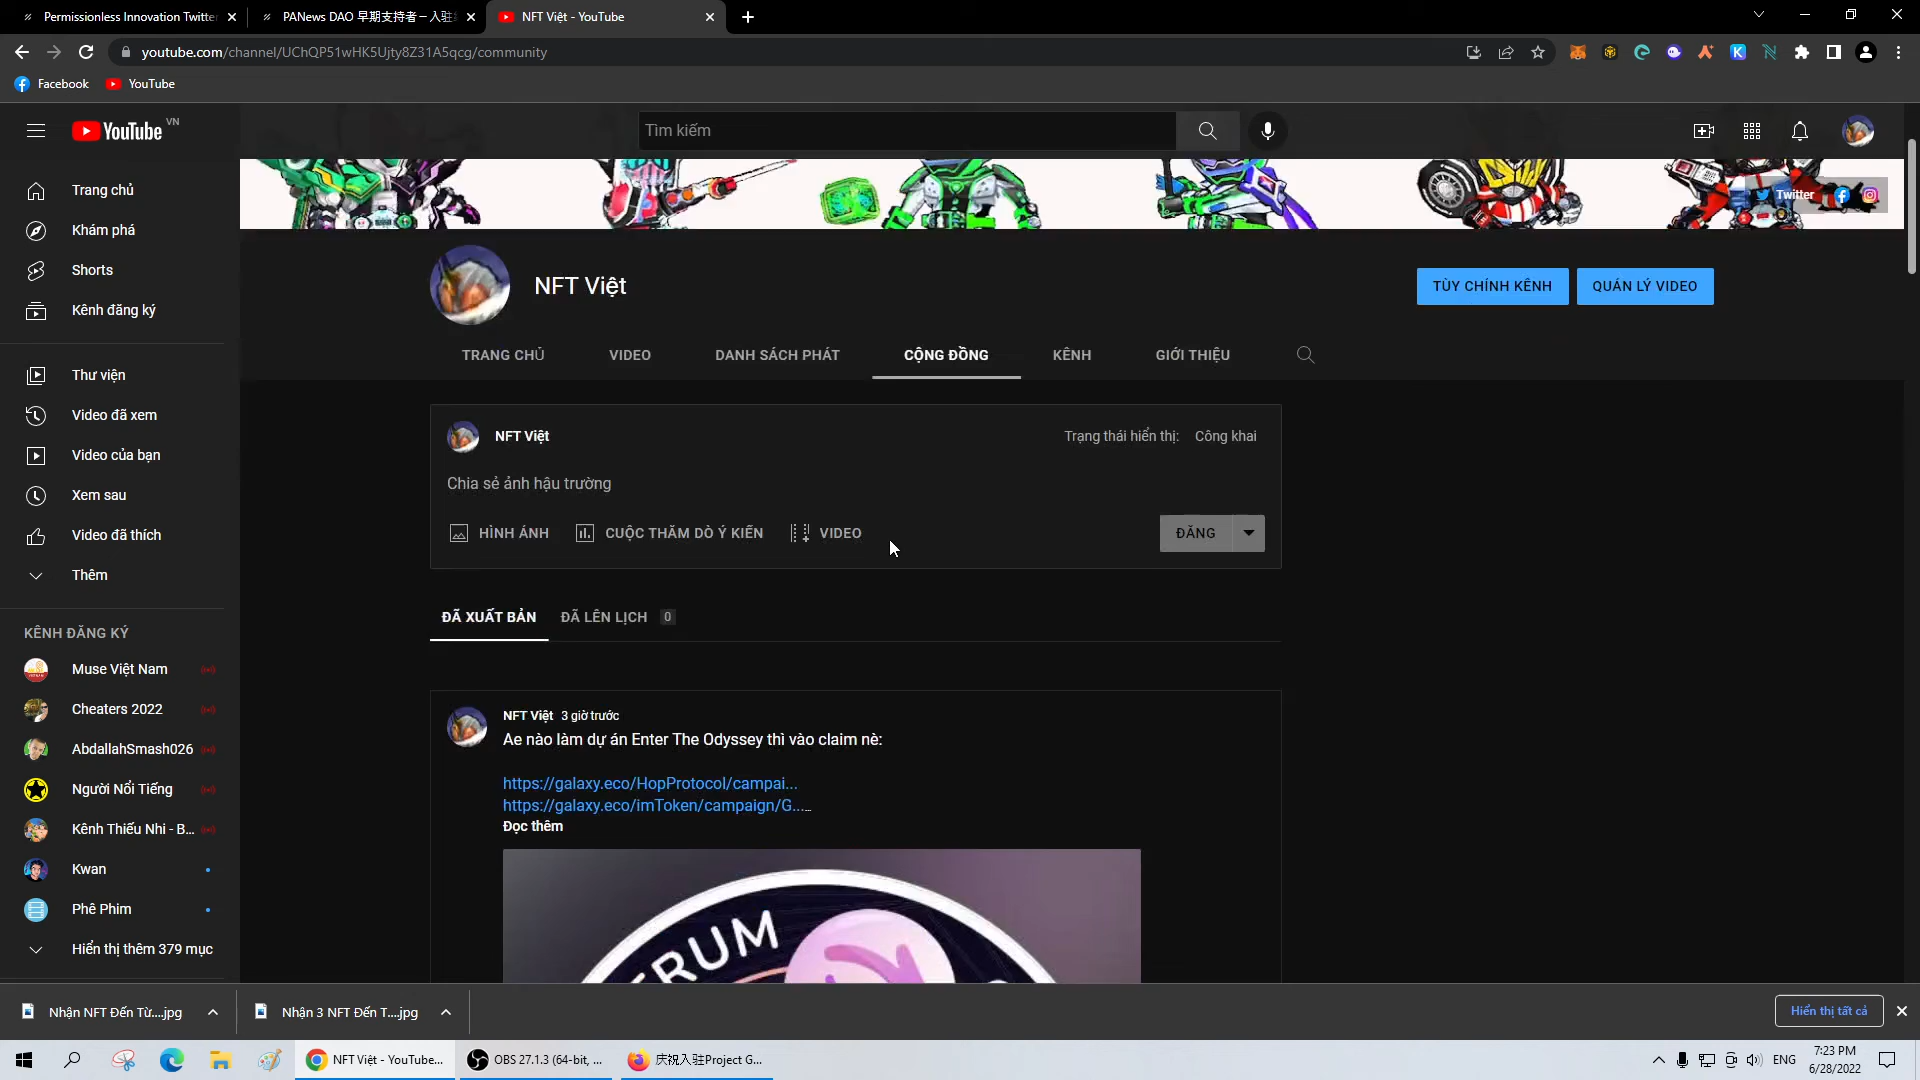 Permissionless Innovation Twitter
PANews DAO 早期支持者－入驻
NFT Việt - YouTube
youtube.com/channel/UChQP51wHK5Ujty8Z31A5qcg/community
Facebook
YouTube
YouTube VN
Tìm kiếm
Trang chủ
Khám phá
Shorts
Kênh đăng ký
Thư viện
Video đã xem
Video của bạn
Xem sau
Video đã thích
Thêm
KÊNH ĐĂNG KÝ
Muse Việt Nam
Cheaters 2022
AbdallahSmash026
Người Nổi Tiếng
Kênh Thiếu Nhi - B...
Kwan
Phê Phim
Hiển thị thêm 379 mục
Twitter
NFT Việt
TÙY CHỈNH KÊNH
QUẢN LÝ VIDEO
TRANG CHỦ
VIDEO
DANH SÁCH PHÁT
CỘNG ĐỒNG
KÊNH
GIỚI THIỆU
NFT Việt
Trạng thái hiển thị: Công khai
Chia sẻ ảnh hậu trường
HÌNH ẢNH
CUỘC THĂM DÒ Ý KIẾN
VIDEO
ĐĂNG
ĐÃ XUẤT BẢN
ĐÃ LÊN LỊCH 0
NFT Việt 3 giờ trước
Ae nào làm dự án Enter The Odyssey thì vào claim nè:
https://galaxy.eco/HopProtocol/campai...
https://galaxy.eco/imToken/campaign/G......
Đọc thêm
TRUM
Nhận NFT Đến Từ....jpg
Nhận 3 NFT Đến T....jpg
Hiển thị tất cả
NFT Việt - YouTube...
OBS 27.1.3 (64-bit, ...
庆祝入驻Project G...
ENG
7:23 PM
6/28/2022